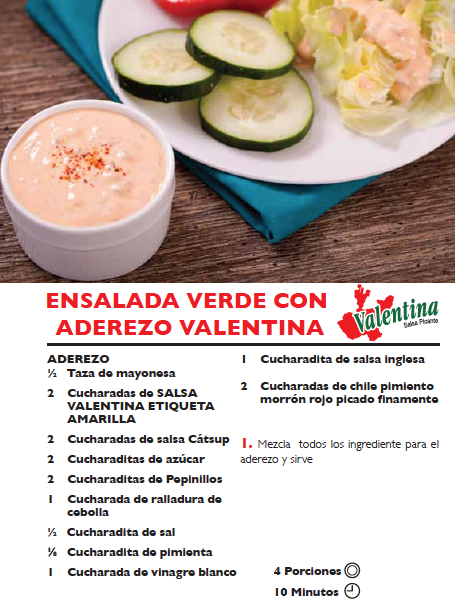 ENSALADA VERDE CON
ADEREZO VALENTINA
Valentina
Salsa Picante
ADEREZO
½ Taza de mayonesa
2 Cucharadas de SALSA
VALENTINA ETIQUETA
AMARILLA
2 Cucharadas de salsa Cátsup
2 Cucharaditas de azúcar
2 Cucharaditas de Pepinillos
1 Cucharada de ralladura de
cebolla
½ Cucharadita de sal
⅛ Cucharadita de pimienta
1 Cucharada de vinagre blanco
1 Cucharadita de salsa inglesa
2 Cucharadas de chile pimiento
morrón rojo picado finamente
1. Mezcla todos los ingrediente para el
aderezo y sirve
4 Porciones
10 Minutos